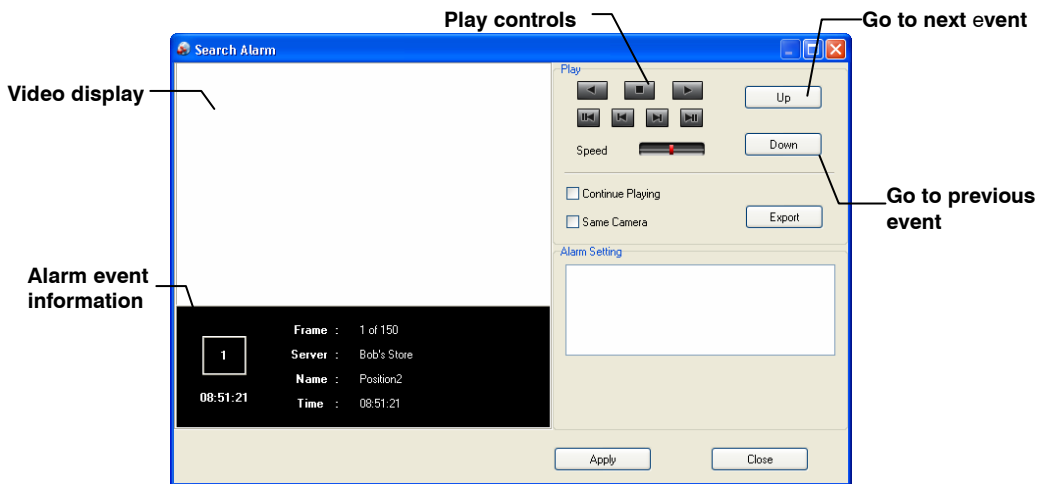 Play controls
Go to next event
Search Alarm
Video display
Play
Up
Speed
Down
Continue Playing
Go to previous
event
Same Camera
Export
Alarm Setting
Alarm event
information
Frame : 1 of 150
1
Server : Bob's Store
Name : Position2
08:51:21
Time : 08:51:21
Apply
Close